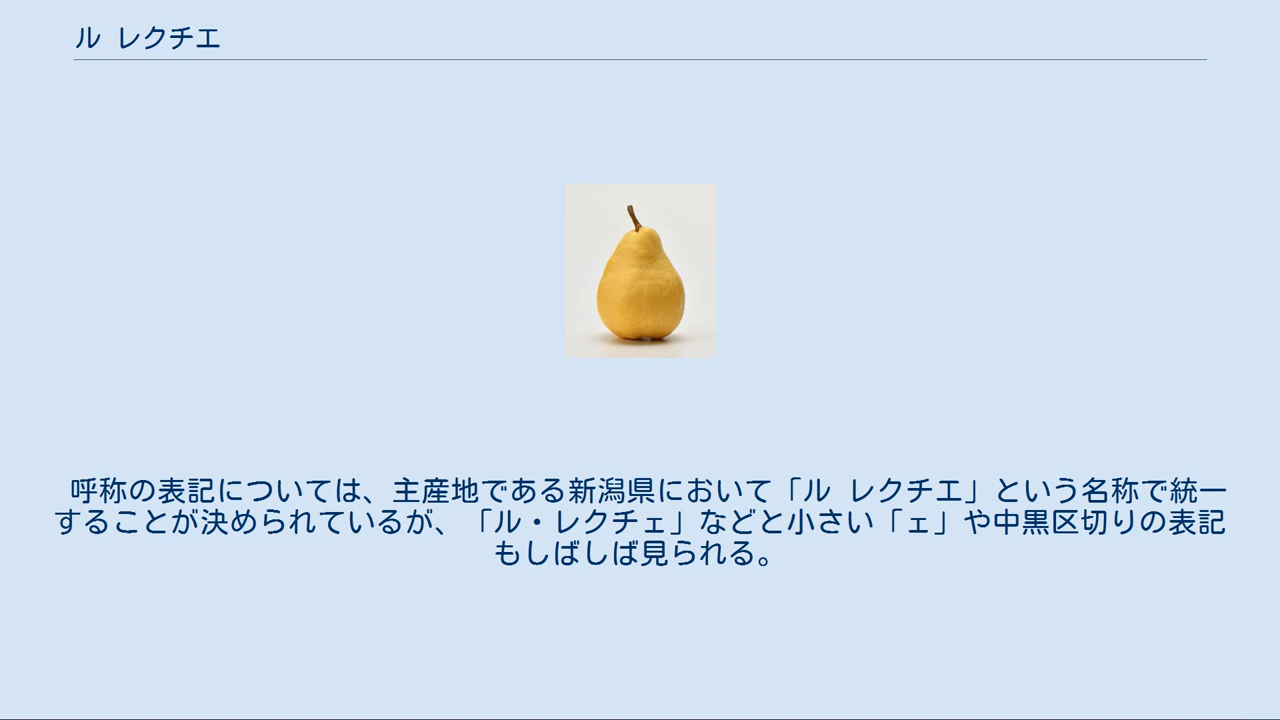 ル レクチエ
呼称の表記については、主産地である新潟県において「ル レクチエ」という名称で統一
することが決められているが、「ル・レクチェ」などと小さい「ェ」や中黒区切りの表記
もしばしば見られる。